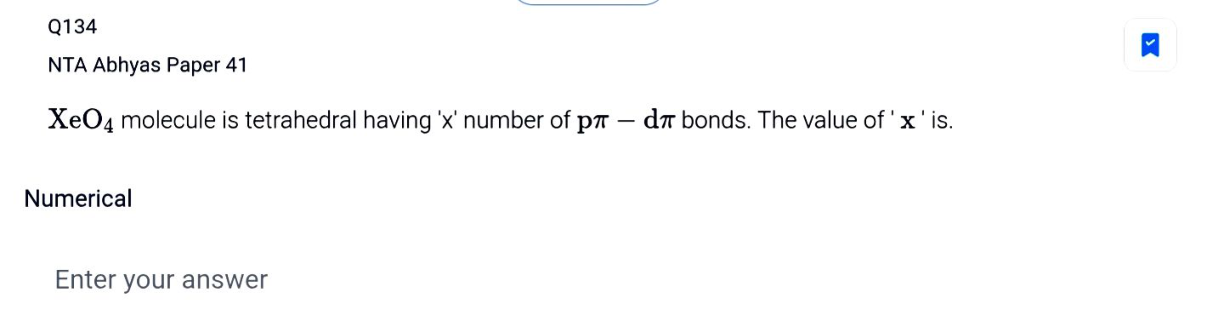 Q134
NTA Abhyas Paper 41
XeO₄ molecule is tetrahedral having 'x' number of pπ − dπ bonds. The value of ' x ' is.
Numerical
Enter your answer